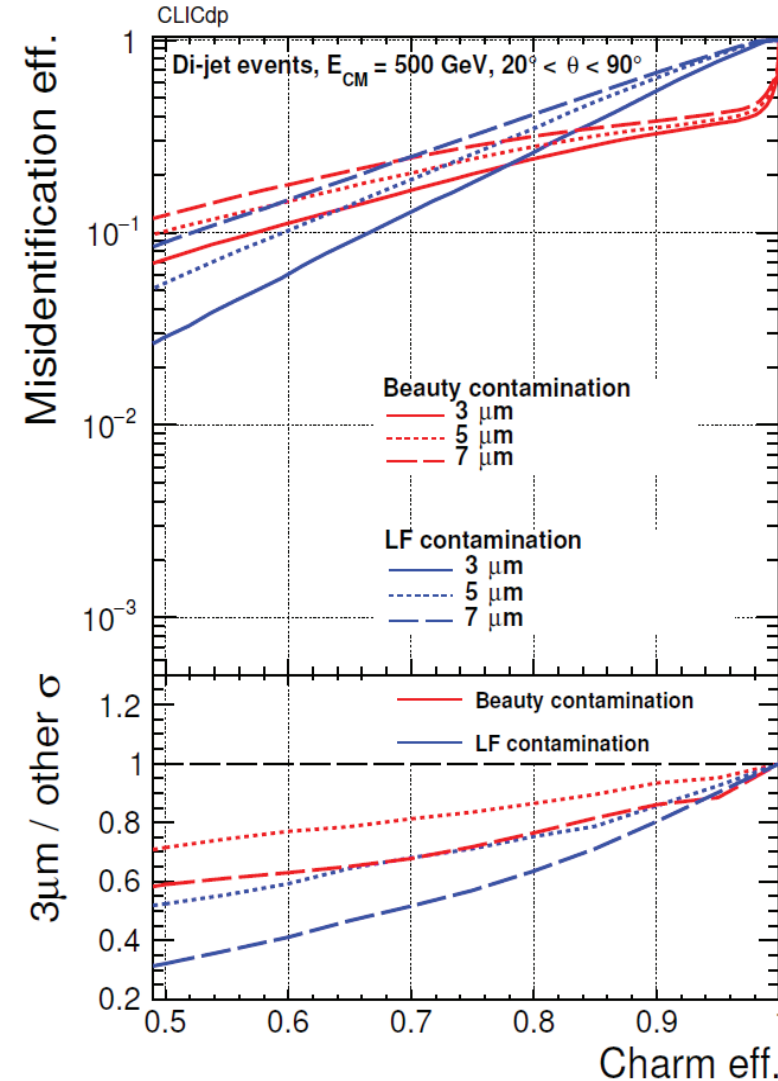 CLICdp
Misidentification eff.
Di-jet events, E_CM = 500 GeV, 20° < θ < 90°
1
10⁻¹
10⁻²
10⁻³
Beauty contamination
3 μm
5 μm
7 μm
LF contamination
3 μm
5 μm
7 μm
3μm / other σ
1.2
1
0.8
0.6
0.4
0.2
Beauty contamination
LF contamination
0.5 0.6 0.7 0.8 0.9 1
Charm eff.